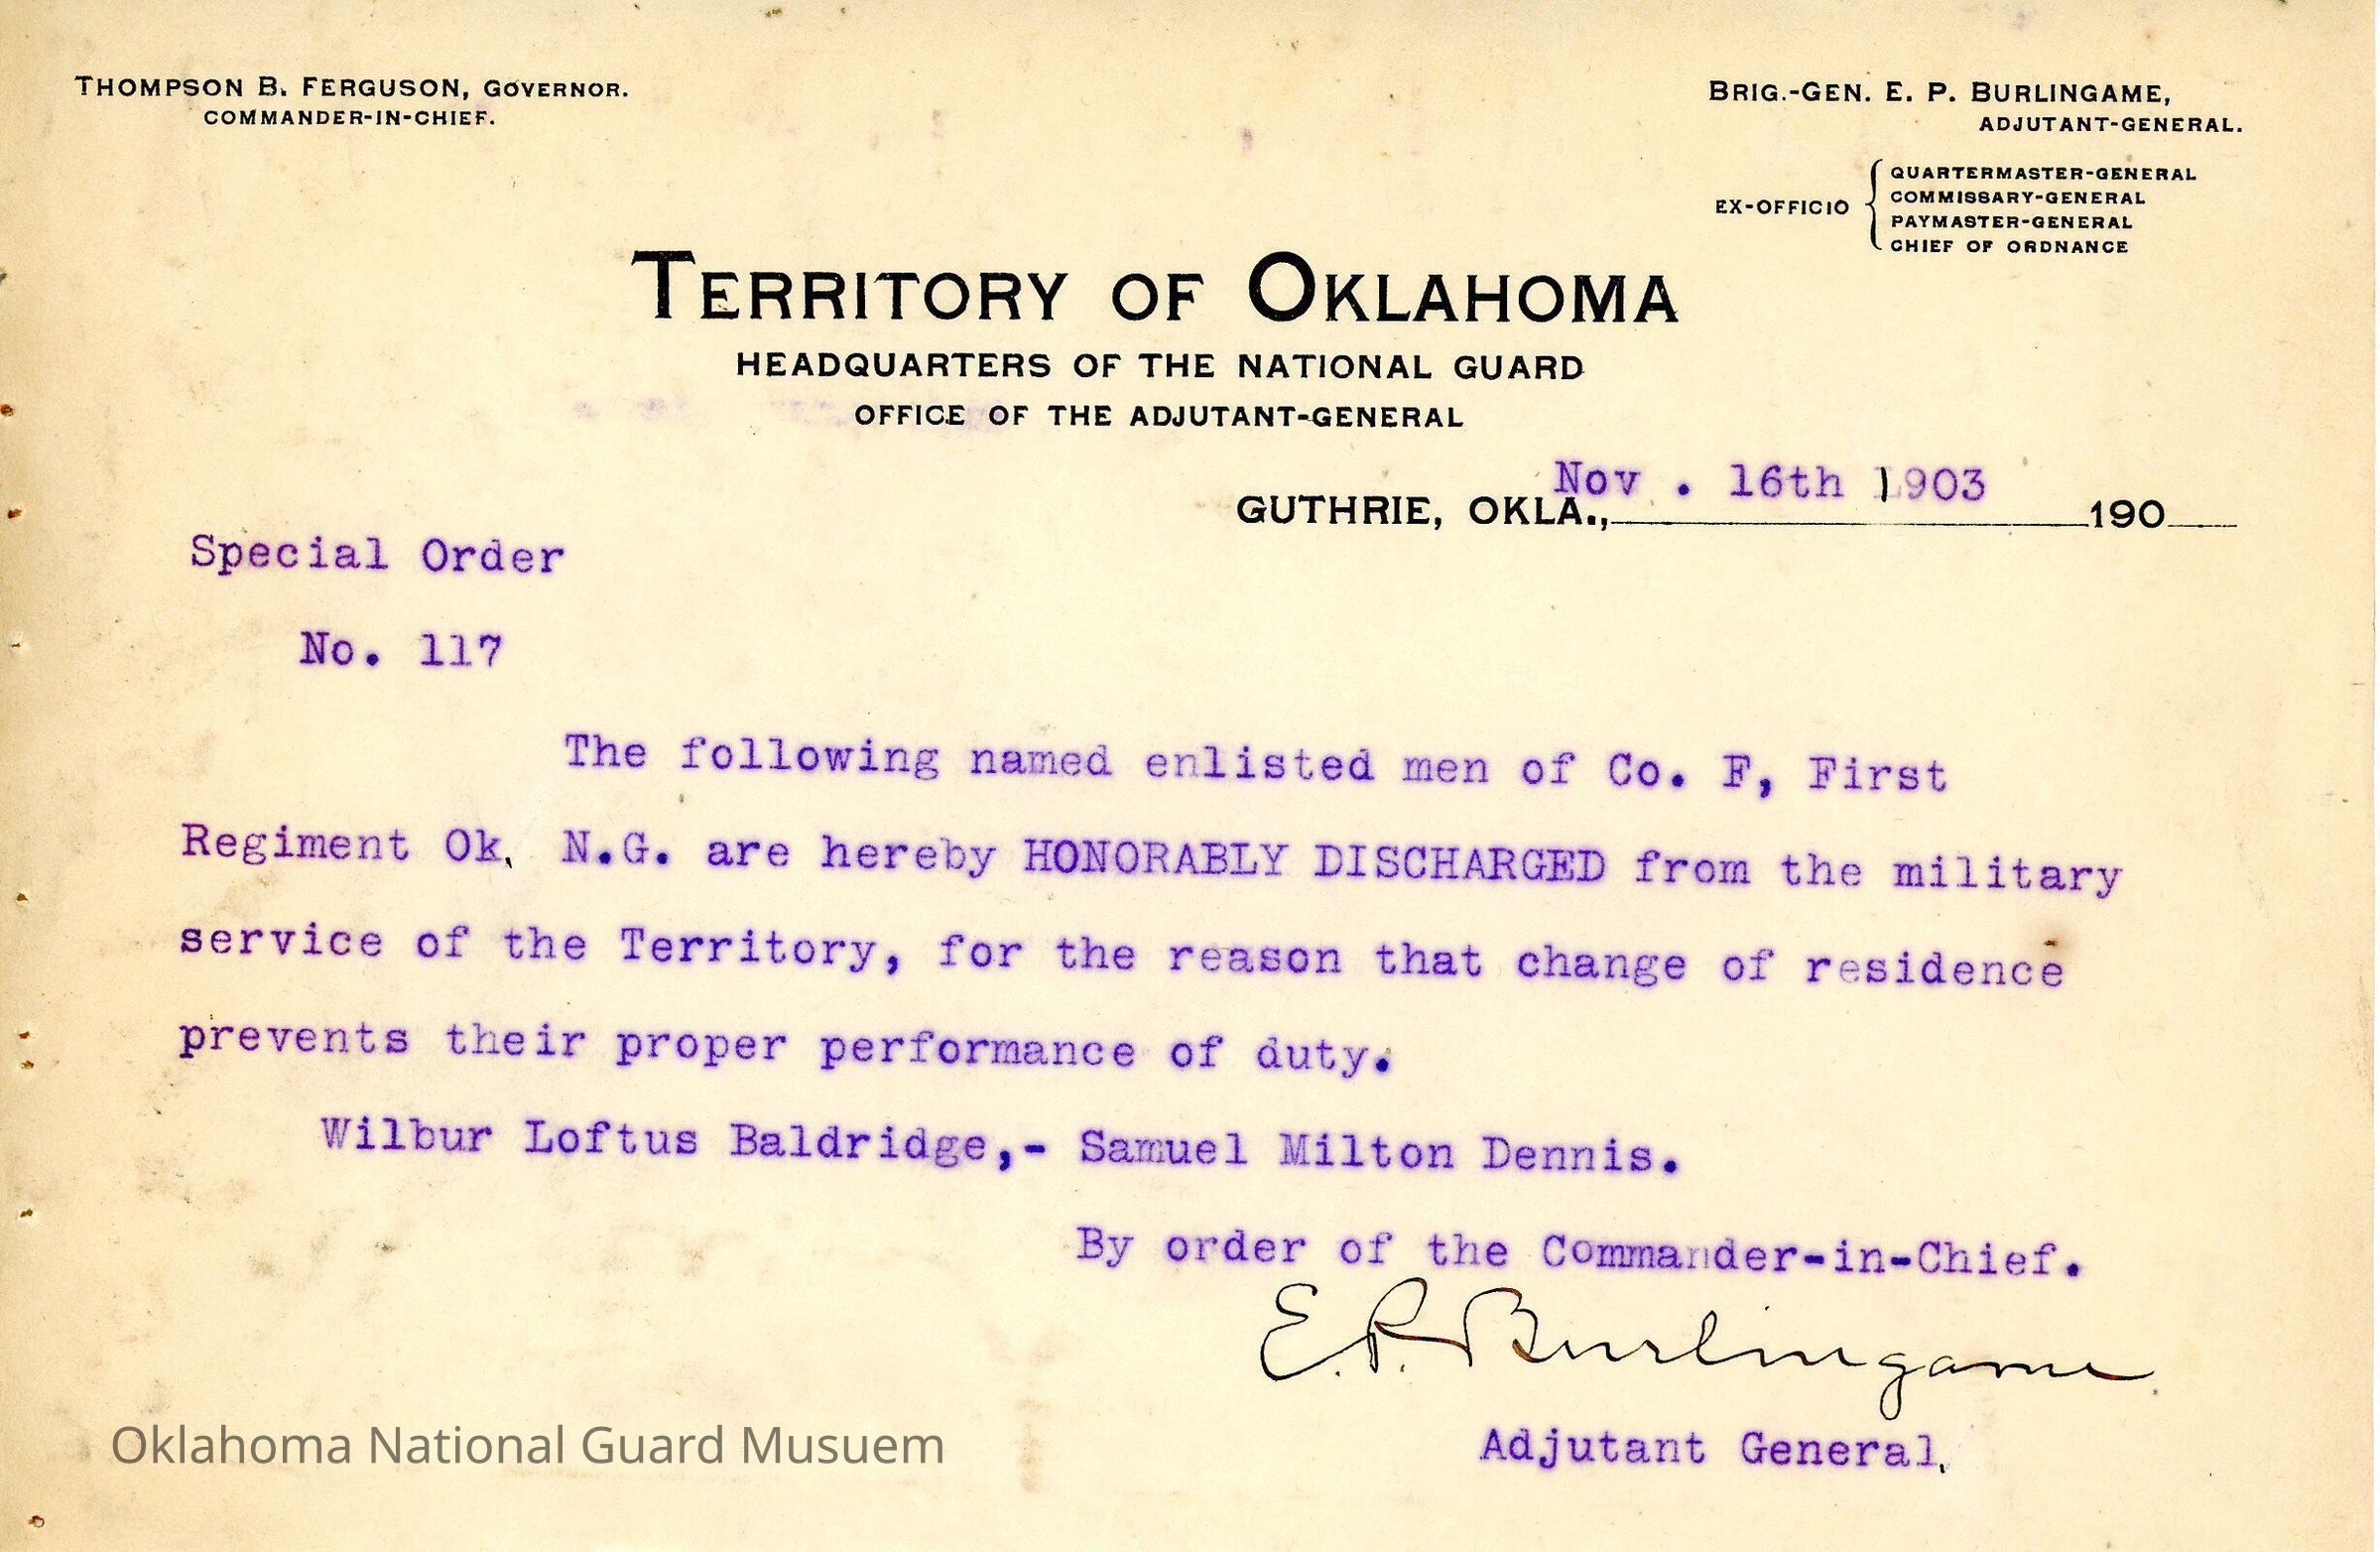 THOMPSON B. FERGUSON, GOVERNOR.
COMMANDER-IN-CHIEF.
BRIG.-GEN. E. P. BURLINGAME,
ADJUTANT-GENERAL.
EX-OFFICIO { QUARTERMASTER-GENERAL
COMMISSARY-GENERAL
PAYMASTER-GENERAL
CHIEF OF ORDNANCE
TERRITORY OF OKLAHOMA
HEADQUARTERS OF THE NATIONAL GUARD
OFFICE OF THE ADJUTANT-GENERAL
Nov . 16th 1903
GUTHRIE, OKLA., 190
Special Order
No. 117
The following named enlisted men of Co. F, First
Regiment Ok. N.G. are hereby HONORABLY DISCHARGED from the military
service of the Territory, for the reason that change of residence
prevents their proper performance of duty.
Wilbur Loftus Baldridge,- Samuel Milton Dennis.
By order of the Commander-in-Chief.
E. P. Burlingame
Adjutant General.
Oklahoma National Guard Musuem